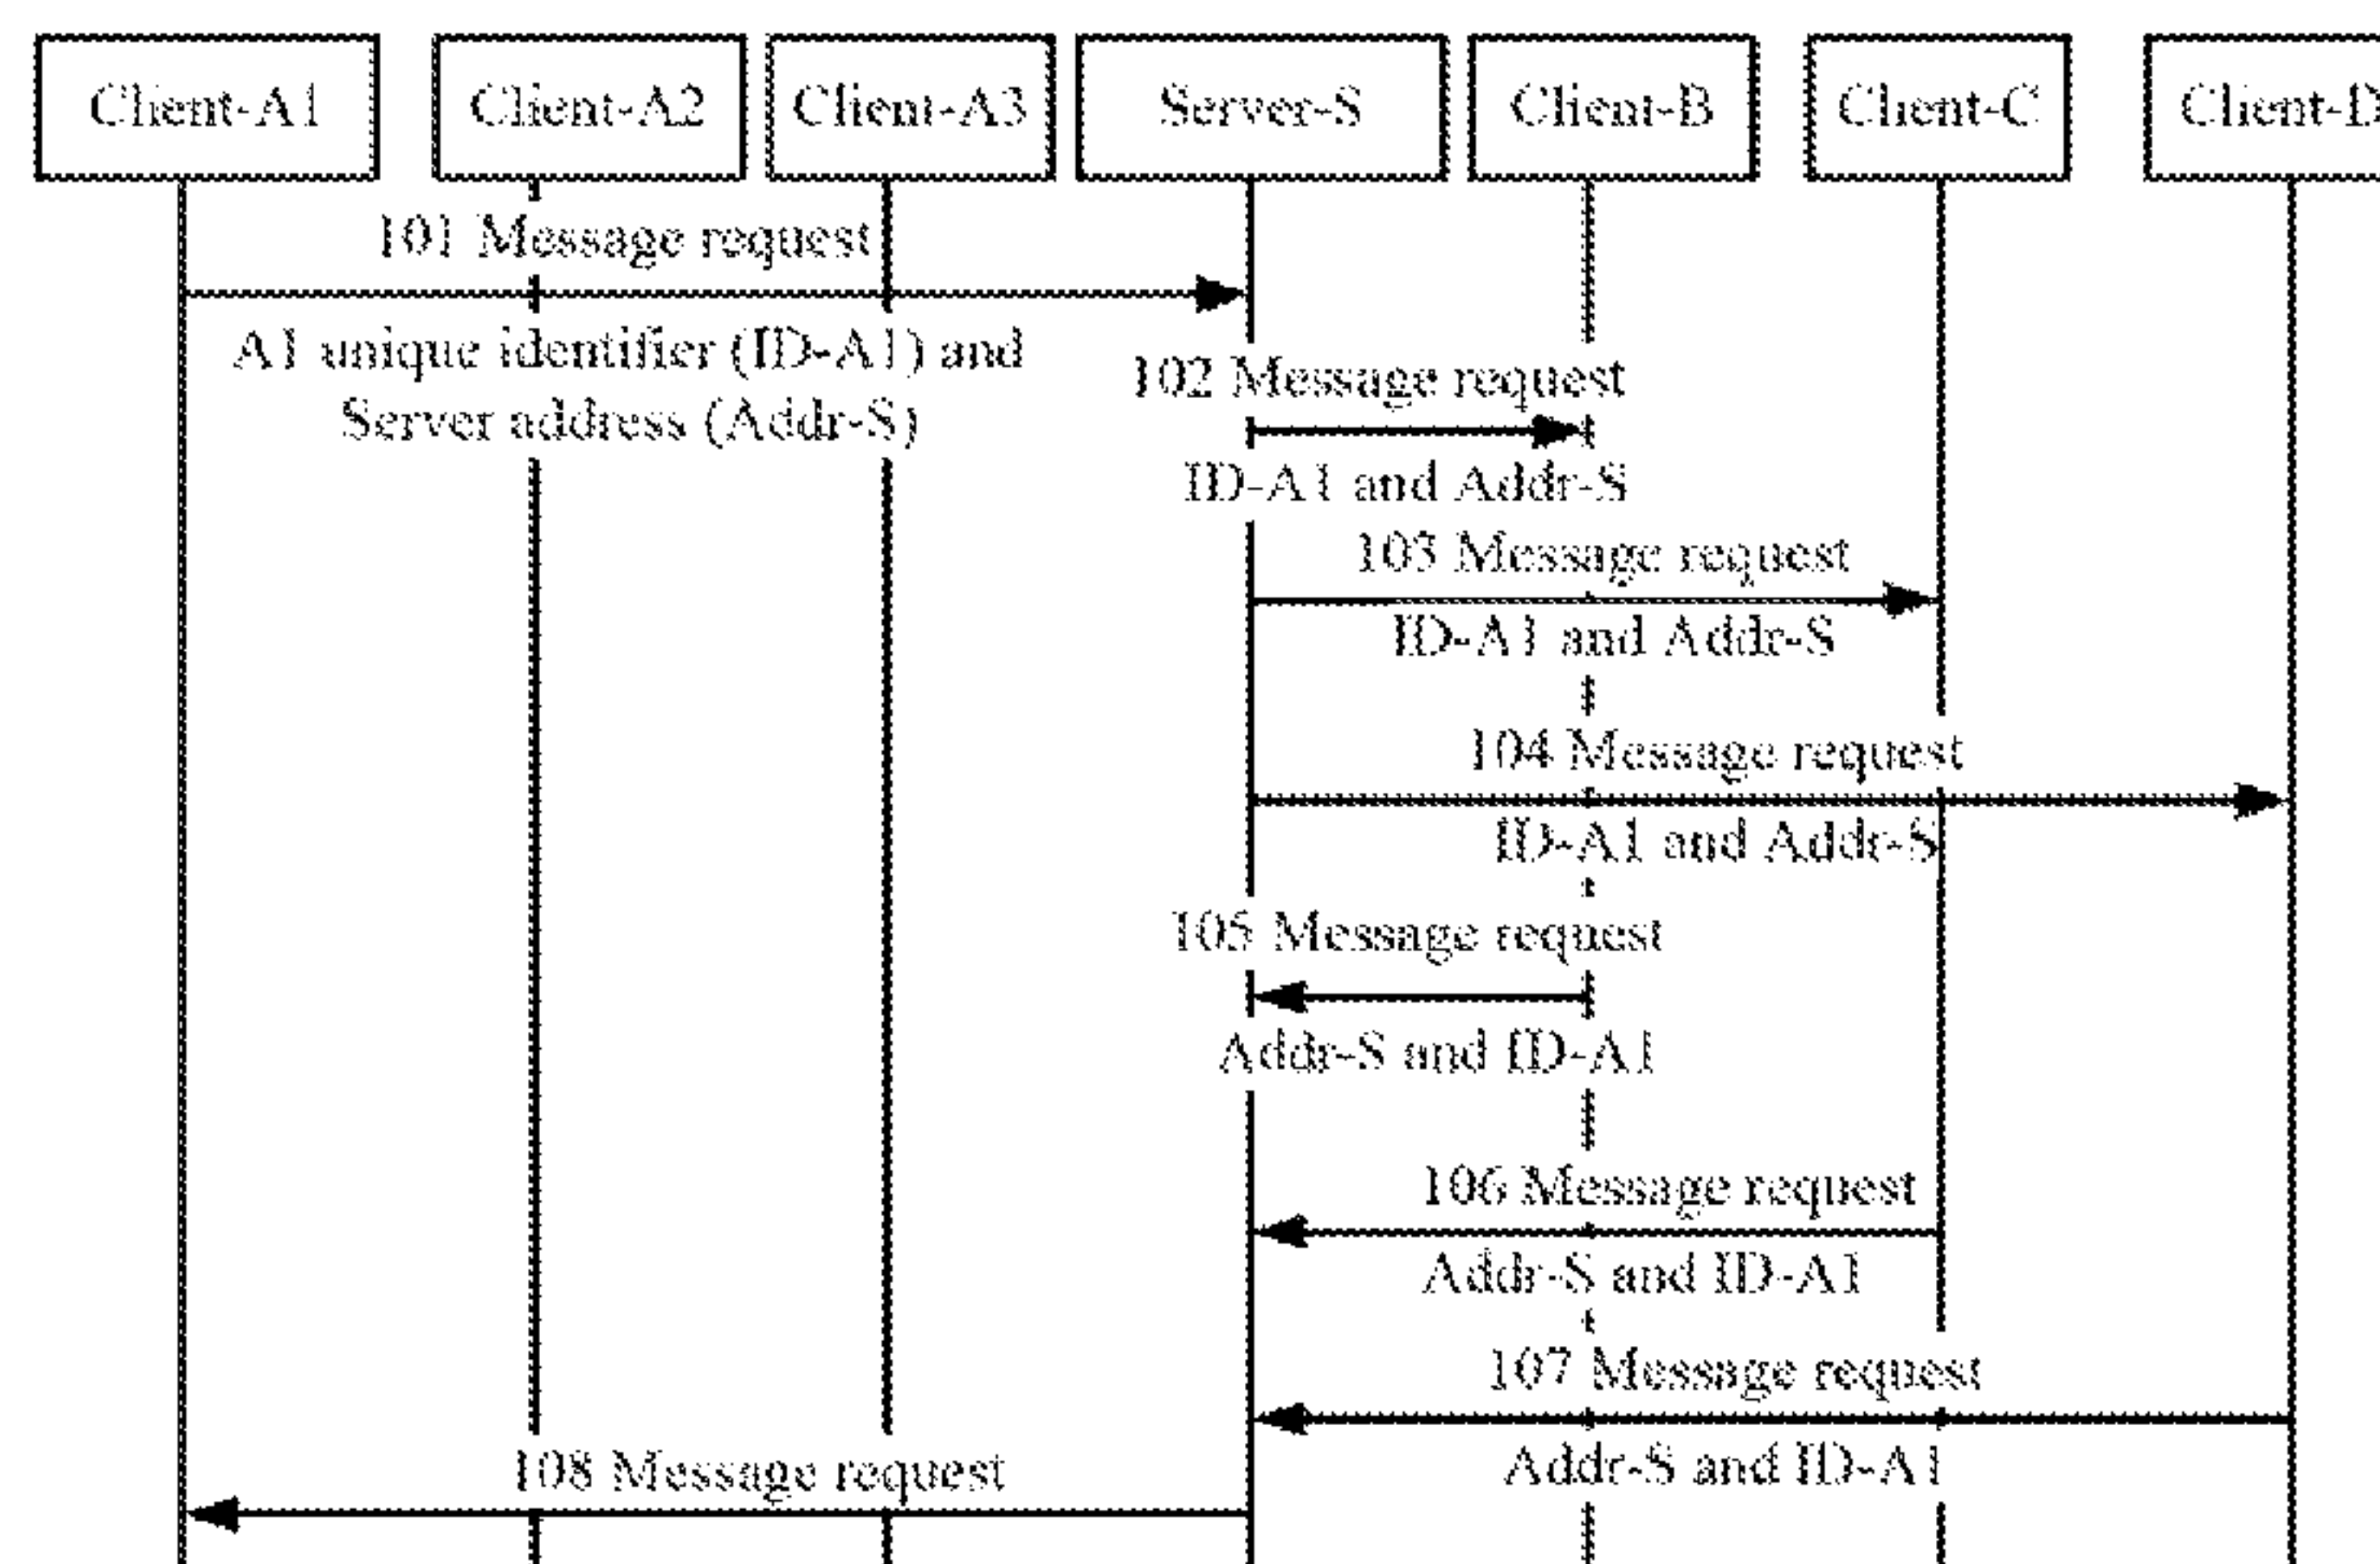 Client-A1
Client-A2
Client-A3
Server-S
Client-B
Client-C
Client-D
101 Message request
A1 unique identifier (ID-A1) and
Server address (Addr-S)
102 Message request
ID-A1 and Addr-S
103 Message request
ID-A1 and Addr-S
104 Message request
ID-A1 and Addr-S
105 Message request
Addr-S and ID-A1
106 Message request
Addr-S and ID-A1
107 Message request
Addr-S and ID-A1
108 Message request